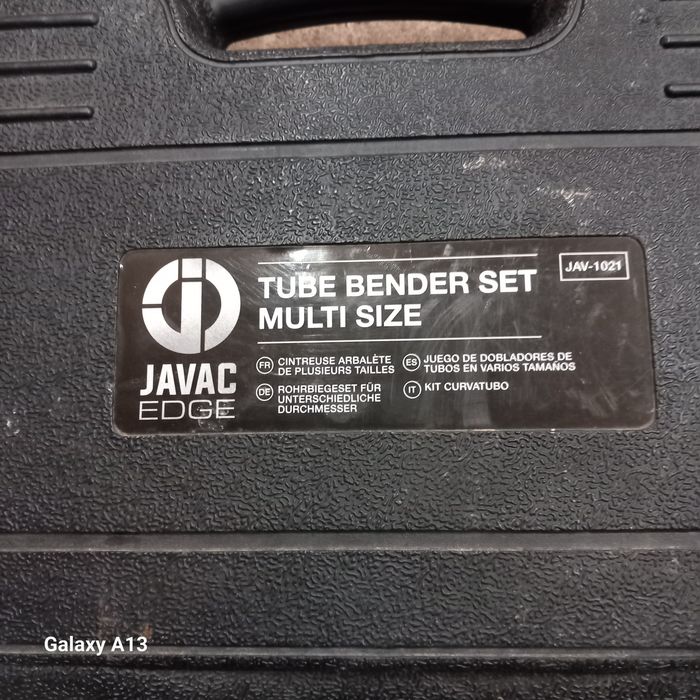 JAVAC
EDGE
TUBE BENDER SET
MULTI SIZE
JAV-1021
FR CINTREUSE ARBALÈTE
DE PLUSIEURS TAILLES
DE ROHRBIEGESET FÜR
UNTERSCHIEDLICHE
DURCHMESSER
ES JUEGO DE DOBLADORES DE
TUBOS EN VARIOS TAMAÑOS
IT KIT CURVATUBO
Galaxy A13